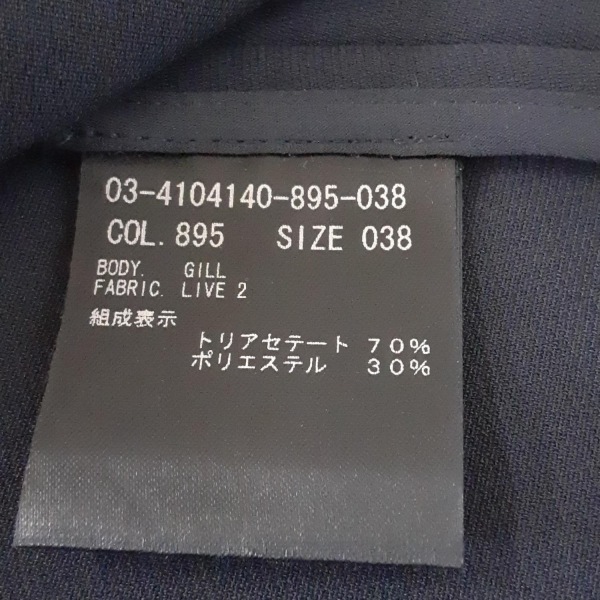 03-4104140-895-038
COL. 895 SIZE 038
BODY. GILL
FABRIC. LIVE 2
組成表示
トリアセテート 70%
ポリエステル 30%